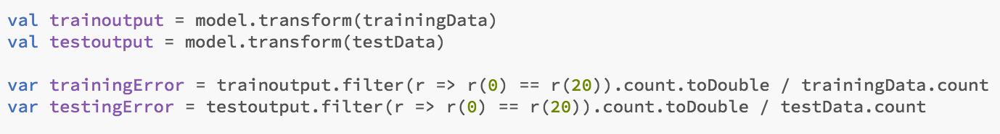 val trainoutput = model.transform(trainingData)
val testoutput = model.transform(testData)
var trainingError = trainoutput.filter(r => r(0) == r(20)).count.toDouble / trainingData.count
var testingError = testoutput.filter(r => r(0) == r(20)).count.toDouble / testData.count